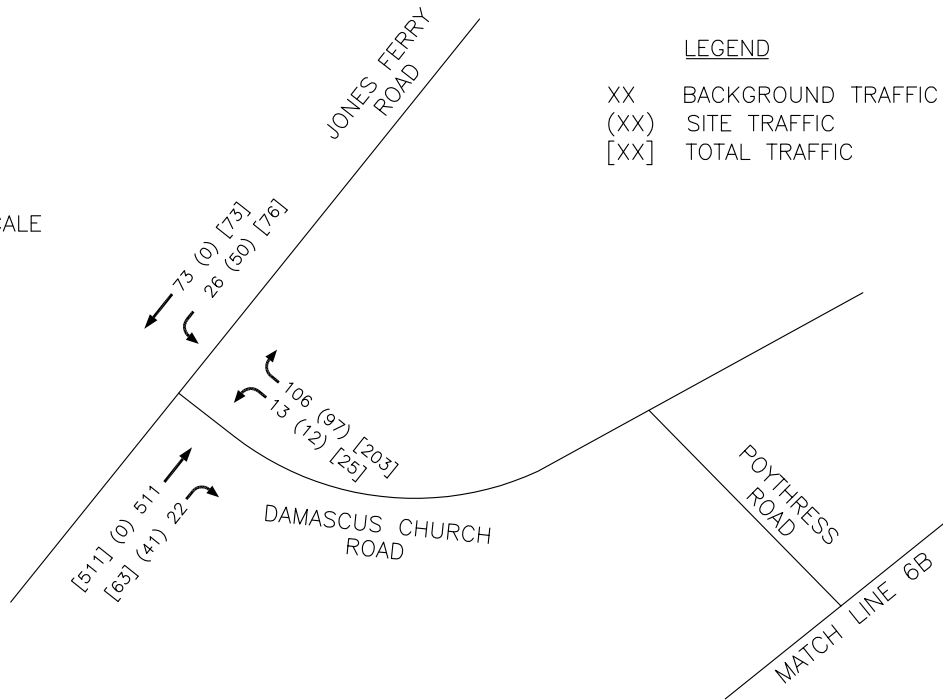 LEGEND
XX BACKGROUND TRAFFIC
(XX) SITE TRAFFIC
[XX] TOTAL TRAFFIC
JONES FERRY
ROAD
73 (0) [73]
26 (50) [76]
106 (97) [203]
13 (12) [25]
[511] (0) 511
[63] (41) 22
DAMASCUS CHURCH
ROAD
POYTHRESS
ROAD
MATCH LINE 6B